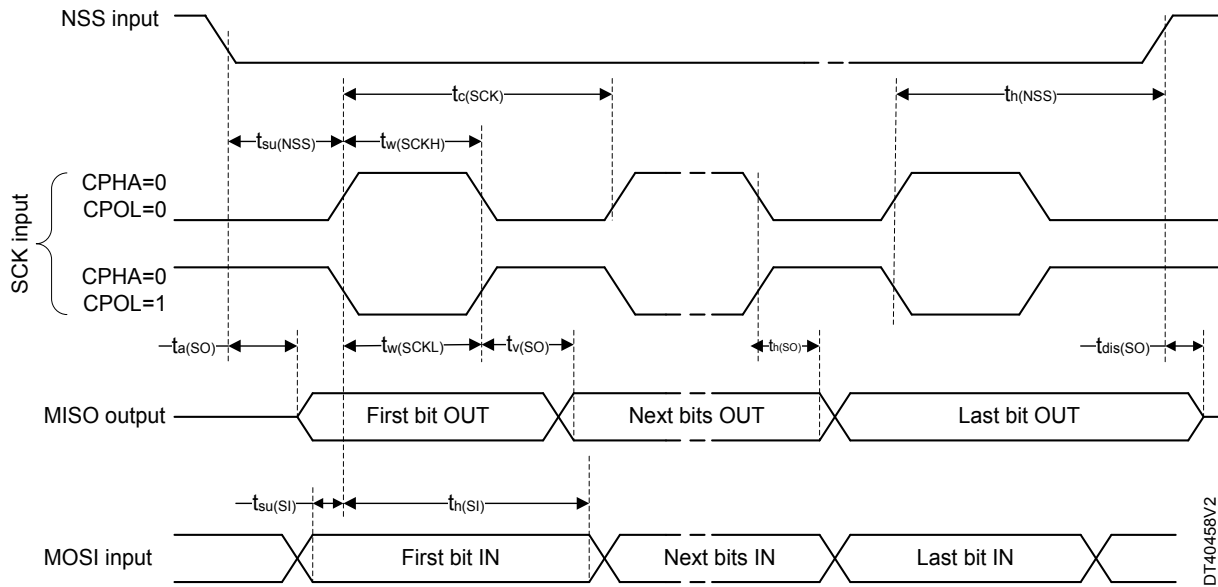 NSS input
tc(SCK)
th(NSS)
tsu(NSS)
tw(SCKH)
SCK input
CPHA=0
CPOL=0
CPHA=0
CPOL=1
ta(SO)
tw(SCKL)
tv(SO)
th(SO)
tdis(SO)
MISO output
First bit OUT
Next bits OUT
Last bit OUT
tsu(SI)
th(SI)
MOSI input
First bit IN
Next bits IN
Last bit IN
DT40458V2